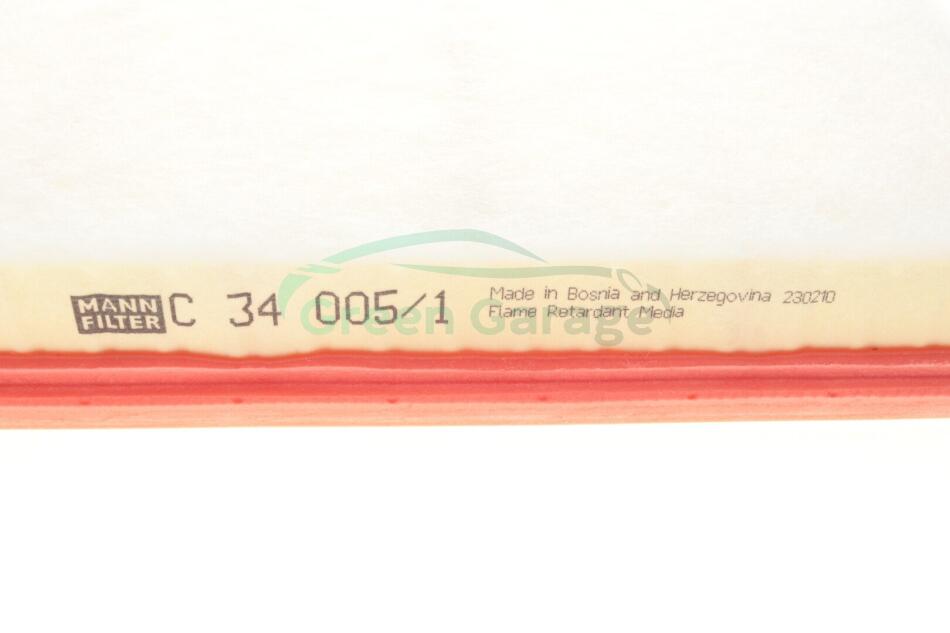 MANN
FILTER
C 34 005/1
Made in Bosnia and Herzegovina 230210
Flame Retardant Media
Green Garage